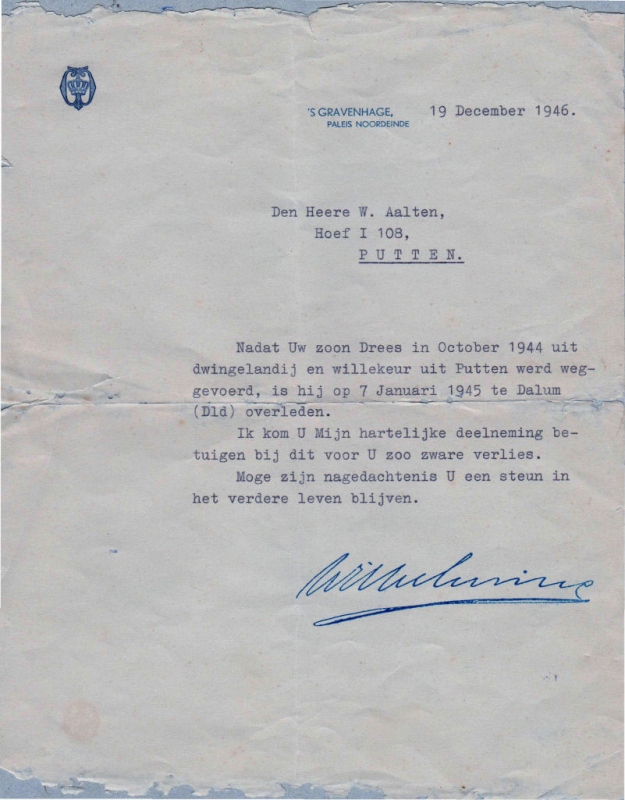 'S GRAVENHAGE,
PALEIS NOORDEINDE
19 December 1946.
Den Heere W. Aalten,
Hoef I 108,
P U T T E N.
Nadat Uw zoon Drees in October 1944 uit
dwingelandij en willekeur uit Putten werd weg-
gevoerd, is hij op 7 Januari 1945 te Dalum
(Dld) overleden.
Ik kom U Mijn hartelijke deelneming be-
tuigen bij dit voor U zoo zware verlies.
Moge zijn nagedachtenis U een steun in
het verdere leven blijven.
Wilhelmina